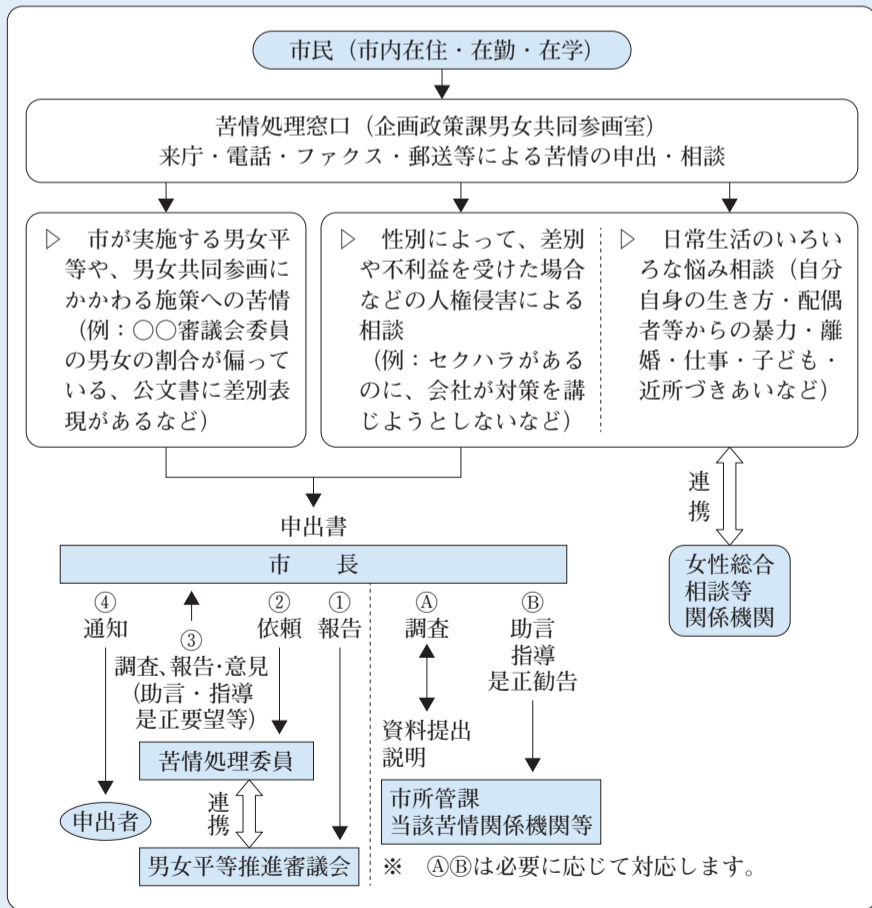 市民（市内在住・在勤・在学）
苦情処理窓口（企画政策課男女共同参画室）
来庁・電話・ファクス・郵送等による苦情の申出・相談
▷　市が実施する男女平
等や、男女共同参画に
かかわる施策への苦情
（例：○○審議会委員
の男女の割合が偏ってい
る、公文書に差別表
現があるなど）
▷　性別によって、差別
や不利益を受けた場合
などの人権侵害による
相談
（例：セクハラがある
のに、会社が対策を講
じようとしないなど）
▷　日常生活のいろい
ろな悩み相談（自分
自身の生き方・配偶
者等からの暴力・離
婚・仕事・子ども・
近所づきあいなど）
連携
女性総合
相談等
関係機関
申出書
市　長
④
通知
③
調査、報告・意見
(助言・指導
是正要望等)
②
依頼
①
報告
Ⓐ
調査
Ⓑ
助言
指導
是正勧告
資料提出
説明
苦情処理委員
連携
申出者
男女平等推進審議会
市所管課
当該苦情関係機関等
※　ⒶⒷは必要に応じて対応します。